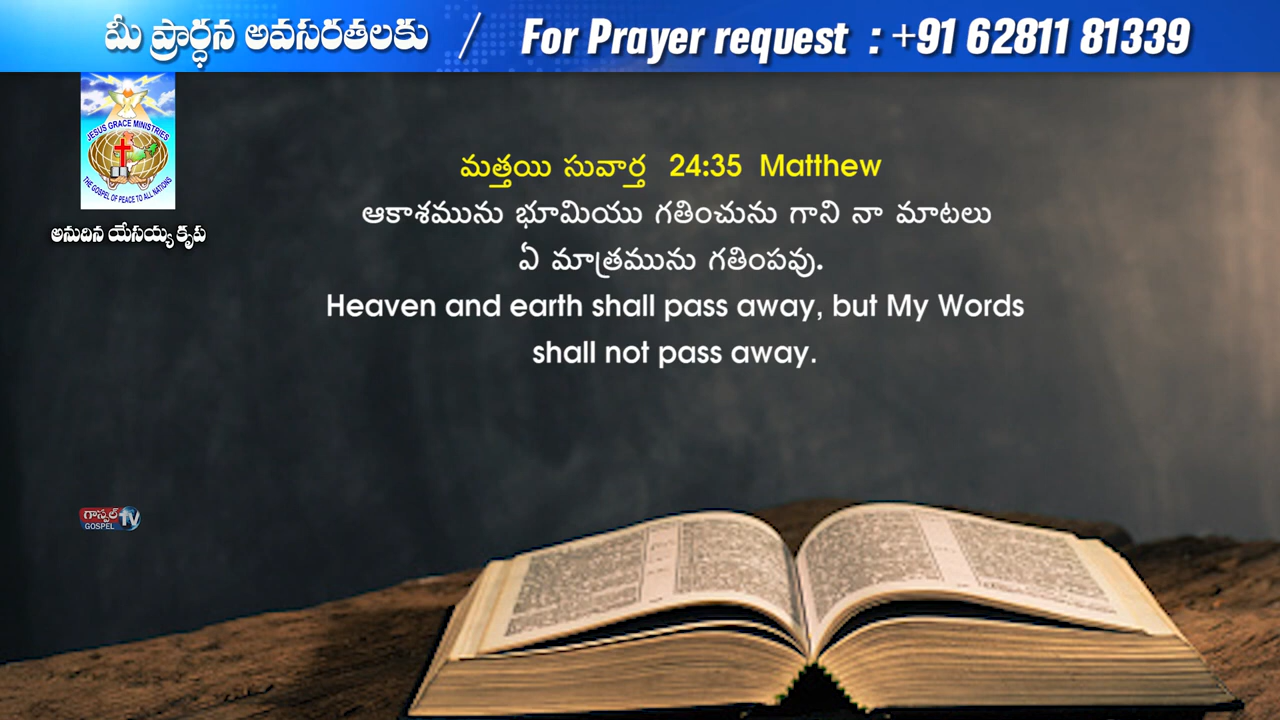 మీ ప్రార్ధన అవసరతలకు / For Prayer request : +91 62811 81339
JESUS GRACE MINISTRIES
THE GOSPEL OF PEACE TO ALL NATIONS
అనుదిన యేసయ్య కృప
మత్తయి సువార్త 24:35 Matthew
ఆకాశమును భూమియు గతించును గాని నా మాటలు
ఏ మాత్రమును గతింపవు.
Heaven and earth shall pass away, but My Words
shall not pass away.
గాస్పల్ TV
GOSPEL